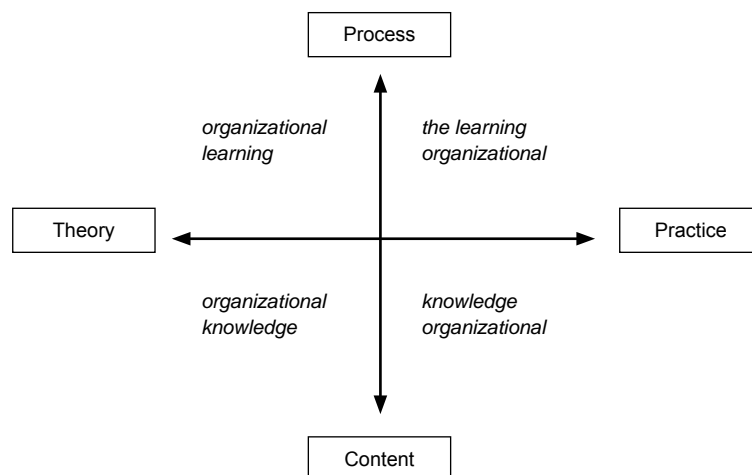 Process
organizational
learning
the learning
organizational
Theory
Practice
organizational
knowledge
knowledge
organizational
Content